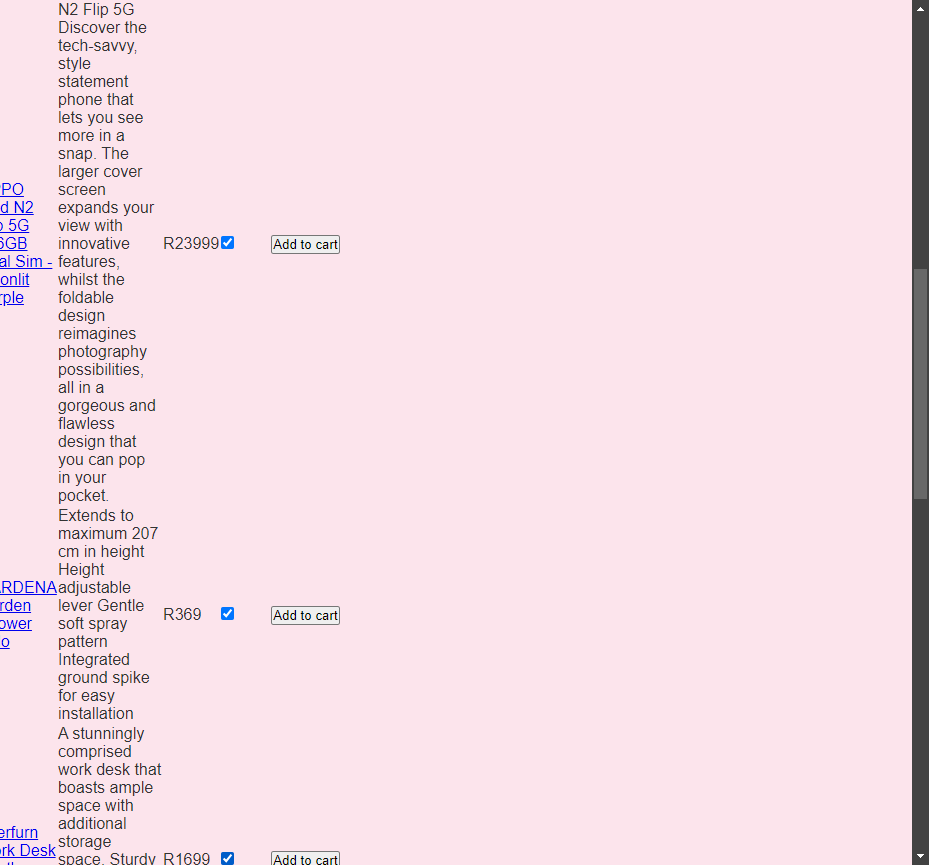 PO
d N2
5G
6GB
al Sim -
onlit
rple
N2 Flip 5G
Discover the
tech-savvy,
style
statement
phone that
lets you see
more in a
snap. The
larger cover
screen
expands your
view with
innovative
features,
whilst the
foldable
design
reimagines
photography
possibilities,
all in a
gorgeous and
flawless
design that
you can pop
in your
pocket.
R23999
Add to cart
RDENA
rden
ower
o
Extends to
maximum 207
cm in height
Height
adjustable
lever Gentle
soft spray
pattern
Integrated
ground spike
for easy
installation
R369
Add to cart
erfurn
rk Desk
A stunningly
comprised
work desk that
boasts ample
space with
additional
storage
space. Sturdy
R1699
Add to cart